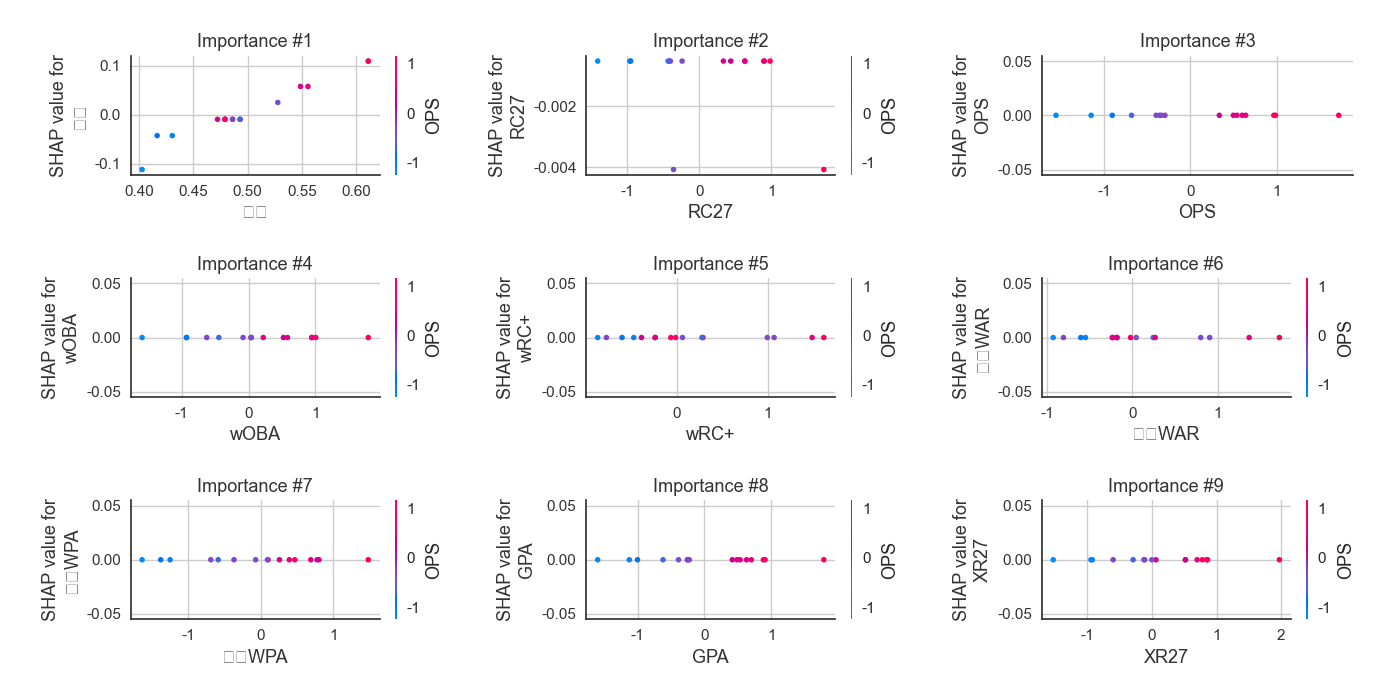 Importance #1
SHAP value for
0.1
0.0
-0.1
0.40
0.45
0.50
0.55
0.60
1
0
-1
OPS
Importance #2
SHAP value for
RC27
-0.002
-0.004
-1
0
1
RC27
1
0
-1
OPS
Importance #3
SHAP value for
OPS
0.05
0.00
-0.05
-1
0
1
OPS
Importance #4
SHAP value for
wOBA
0.05
0.00
-0.05
-1
0
1
wOBA
1
0
-1
OPS
Importance #5
SHAP value for
wRC+
0.05
0.00
-0.05
0
1
wRC+
1
0
-1
OPS
Importance #6
SHAP value for
□□WAR
0.05
0.00
-0.05
-1
0
1
□□WAR
1
0
-1
OPS
Importance #7
SHAP value for
□□WPA
0.05
0.00
-0.05
-1
0
1
□□WPA
1
0
-1
OPS
Importance #8
SHAP value for
GPA
0.05
0.00
-0.05
-1
0
1
GPA
1
0
-1
OPS
Importance #9
SHAP value for
XR27
0.05
0.00
-0.05
-1
0
1
2
XR27
1
0
-1
OPS